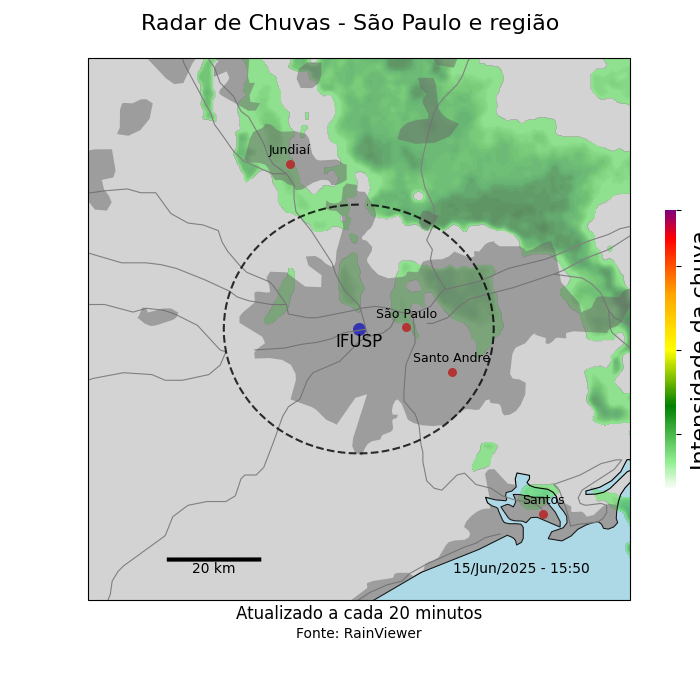 Radar de Chuvas - São Paulo e região
Jundiaí
São Paulo
IFUSP
Santo André
Santos
20 km
15/Jun/2025 - 15:50
Atualizado a cada 20 minutos
Fonte: RainViewer
Intensidade da chuva